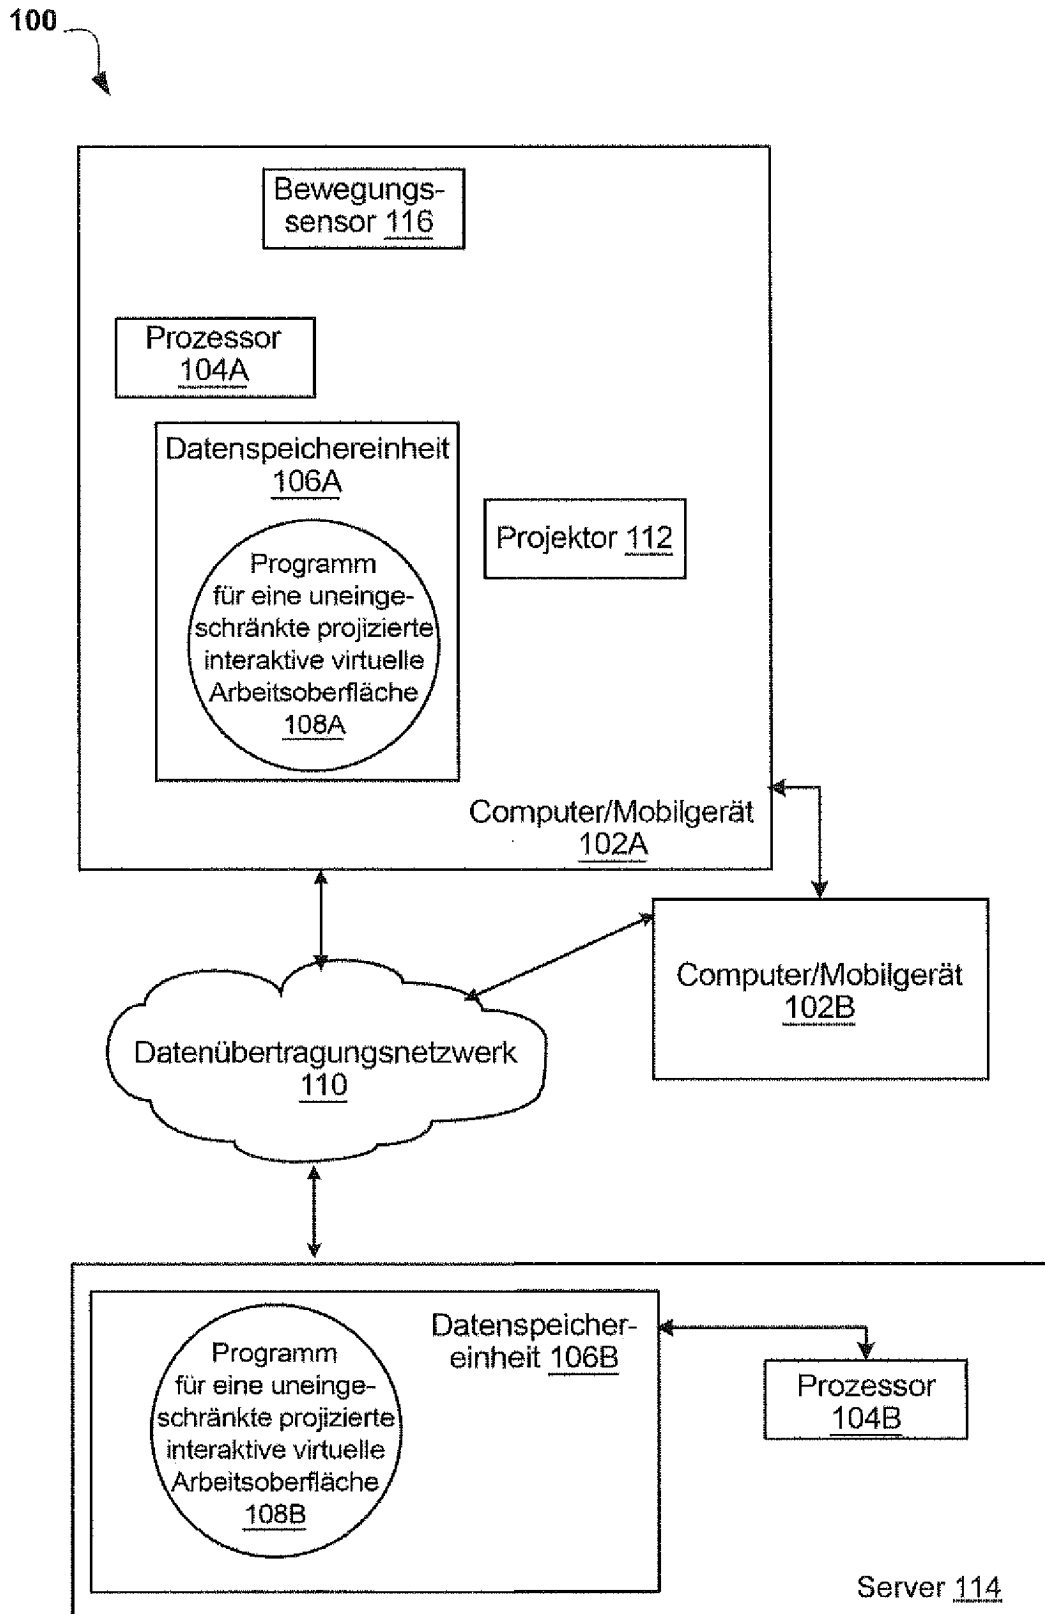 100
Bewegungs-
sensor 116
Prozessor
104A
Datenspeichereinheit
106A
Programm
für eine uneinge-
schränkte projizierte
interaktive virtuelle
Arbeitsoberfläche
108A
Projektor 112
Computer/Mobilgerät
102A
Computer/Mobilgerät
102B
Datenübertragungsnetzwerk
110
Programm
für eine uneinge-
schränkte projizierte
interaktive virtuelle
Arbeitsoberfläche
108B
Datenspeicher-
einheit 106B
Prozessor
104B
Server 114